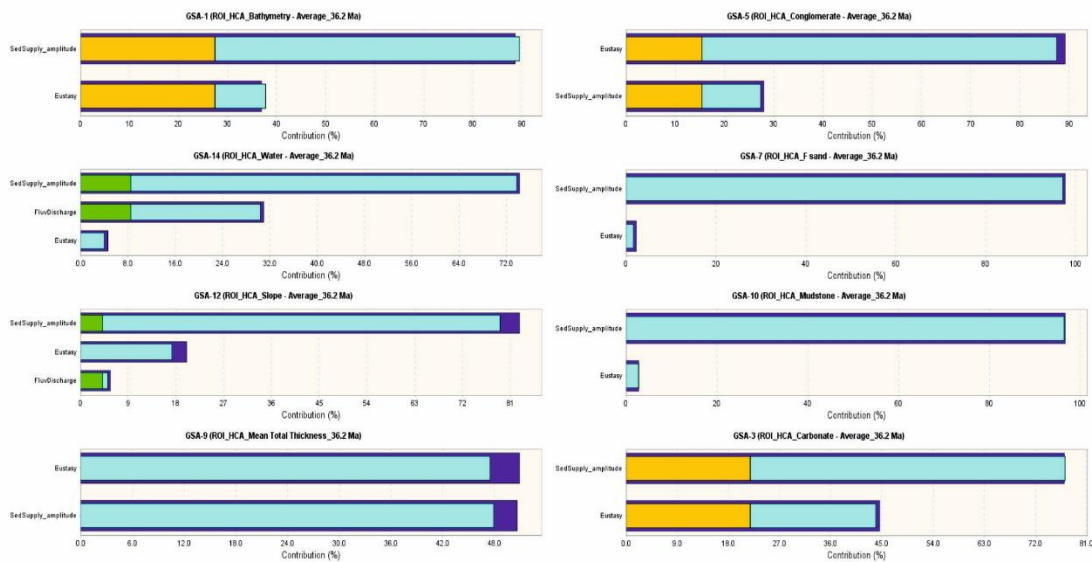 GSA-1 (ROI_HCA_Bathymetry - Average_36.2 Ma)
SedSupply_amplitude
Eustasy
0 10 20 30 40 50 60 70 80 90
Contribution (%)
GSA-5 (ROI_HCA_Conglomerate - Average_36.2 Ma)
Eustasy
SedSupply_amplitude
0 10 20 30 40 50 60 70 80 90
Contribution (%)
GSA-14 (ROI_HCA_Water - Average_36.2 Ma)
SedSupply_amplitude
FluvDischarge
Eustasy
0.0 8.0 16.0 24.0 32.0 40.0 48.0 56.0 64.0 72.0
Contribution (%)
GSA-7 (ROI_HCA_F sand - Average_36.2 Ma)
SedSupply_amplitude
Eustasy
0 20 40 60 80 100
Contribution (%)
GSA-12 (ROI_HCA_Slope - Average_36.2 Ma)
SedSupply_amplitude
Eustasy
FluvDischarge
0 9 18 27 36 45 54 63 72 81
Contribution (%)
GSA-10 (ROI_HCA_Mudstone - Average_36.2 Ma)
SedSupply_amplitude
Eustasy
0 20 40 60 80 100
Contribution (%)
GSA-9 (ROI_HCA_Mean Total Thickness_36.2 Ma)
Eustasy
SedSupply_amplitude
0.0 6.0 12.0 18.0 24.0 30.0 36.0 42.0 48.0
Contribution (%)
GSA-3 (ROI_HCA_Carbonate - Average_36.2 Ma)
SedSupply_amplitude
Eustasy
0.0 9.0 18.0 27.0 36.0 45.0 54.0 63.0 72.0 81.0
Contribution (%)